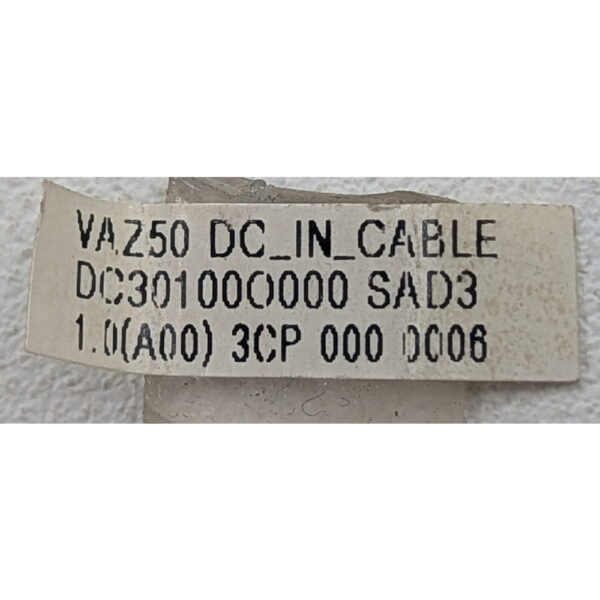 VAZ50 DC_IN_CABLE
DC30100O000 SAD3
1.0(A00) 3CP 000 0006